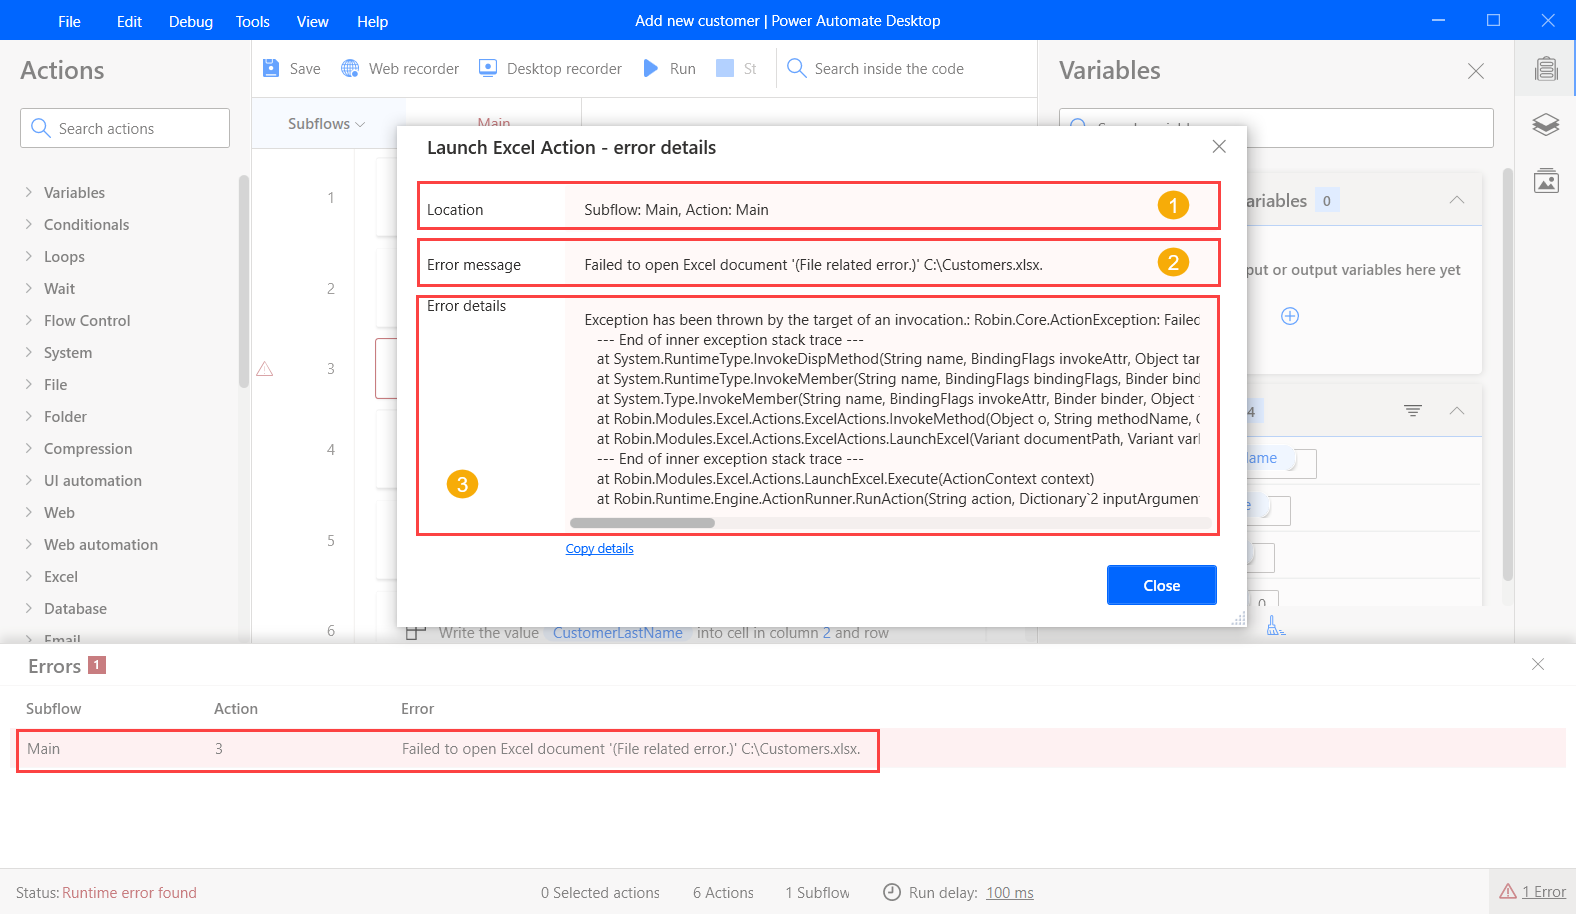 File Edit Debug Tools View Help Add new customer | Power Automate Desktop
Actions
Search actions
Variables
Conditionals
Loops
Wait
Flow Control
System
File
Folder
Compression
UI automation
Web
Web automation
Excel
Database
Email
Save Web recorder Desktop recorder Run St Search inside the code
Subflows Main
1
2
3
4
5
6 Write the value CustomerLastName into cell in column 2 and row
Launch Excel Action - error details
Location Subflow: Main, Action: Main 1
Error message Failed to open Excel document '(File related error.)' C:\Customers.xlsx. 2
Error details
Exception has been thrown by the target of an invocation.: Robin.Core.ActionException: Failed
--- End of inner exception stack trace ---
at System.RuntimeType.InvokeDispMethod(String name, BindingFlags invokeAttr, Object tar
at System.RuntimeType.InvokeMember(String name, BindingFlags bindingFlags, Binder bind
at System.Type.InvokeMember(String name, BindingFlags invokeAttr, Binder binder, Object
at Robin.Modules.Excel.Actions.ExcelActions.InvokeMethod(Object o, String methodName,
at Robin.Modules.Excel.Actions.ExcelActions.LaunchExcel(Variant documentPath, Variant
--- End of inner exception stack trace ---
at Robin.Modules.Excel.Actions.LaunchExcel.Execute(ActionContext context)
at Robin.Runtime.Engine.ActionRunner.RunAction(String action, Dictionary`2 inputArgument
3
Copy details
Close
Variables
ariables 0
put or output variables here yet
4
lame
e
0
Errors 1
Subflow Action Error
Main 3 Failed to open Excel document '(File related error.)' C:\Customers.xlsx.
Status: Runtime error found 0 Selected actions 6 Actions 1 Subflow Run delay: 100 ms 1 Error